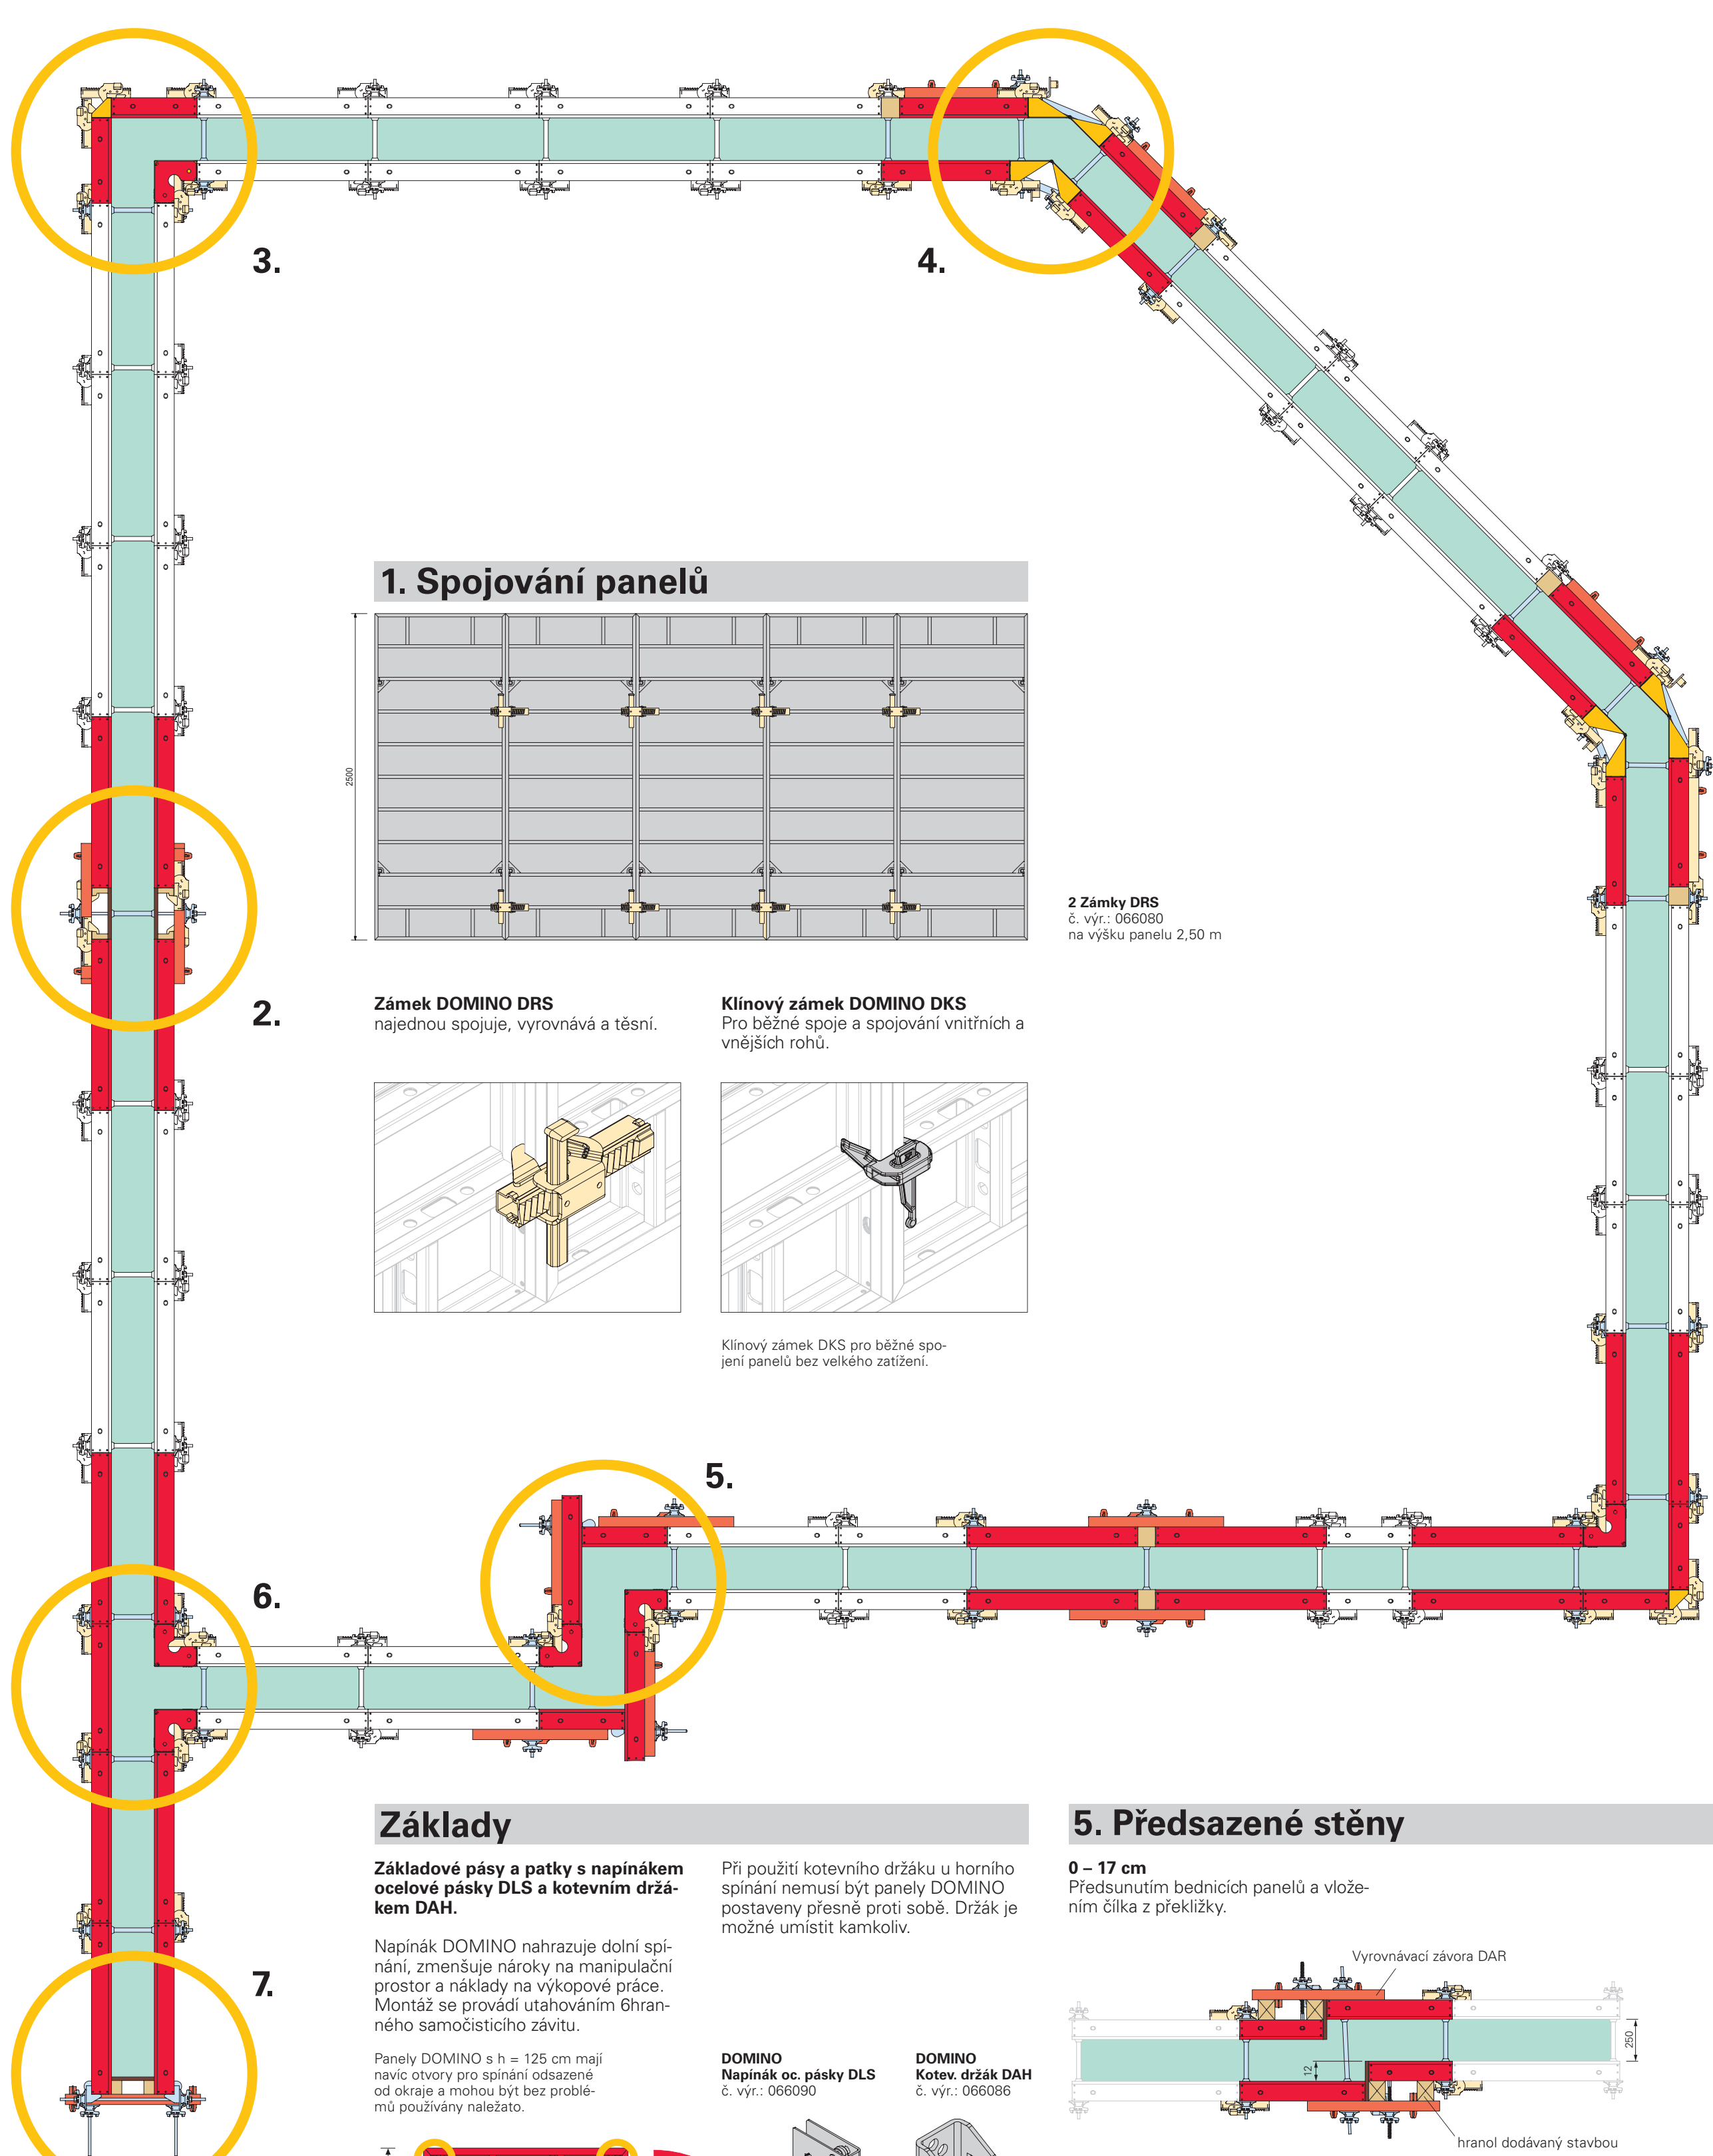 3.
4.
1. Spojování panelů
2500
2 Zámky DRS
č. výr.: 066080
na výšku panelu 2,50 m
2.
Zámek DOMINO DRS
najednou spojuje, vyrovnává a těsní.
Klínový zámek DOMINO DKS
Pro běžné spoje a spojování vnitřních a
vnějších rohů.
Klínový zámek DKS pro běžné spo-
jení panelů bez velkého zatížení.
5.
6.
Základy
Základové pásy a patky s napínákem
ocelové pásky DLS a kotevním držá-
kem DAH.
Napínák DOMINO nahrazuje dolní spí-
nání, zmenšuje nároky na manipulační
prostor a náklady na výkopové práce.
Montáž se provádí utahováním 6hran-
ného samočisticího závitu.
Panely DOMINO s h = 125 cm mají
navíc otvory pro spínání odsazené
od okraje a mohou být bez problé-
mů používány naležato.
Při použití kotevního držáku u horního
spínání nemusí být panely DOMINO
postaveny přesně proti sobě. Držák je
možné umístit kamkoliv.
DOMINO
Napínák oc. pásky DLS
č. výr.: 066090
DOMINO
Kotev. držák DAH
č. výr.: 066086
7.
5. Předsazené stěny
0 – 17 cm
Předsunutím bednicích panelů a vlože-
ním čílka z překližky.
Vyrovnávací závora DAR
250
12
hranol dodávaný stavbou